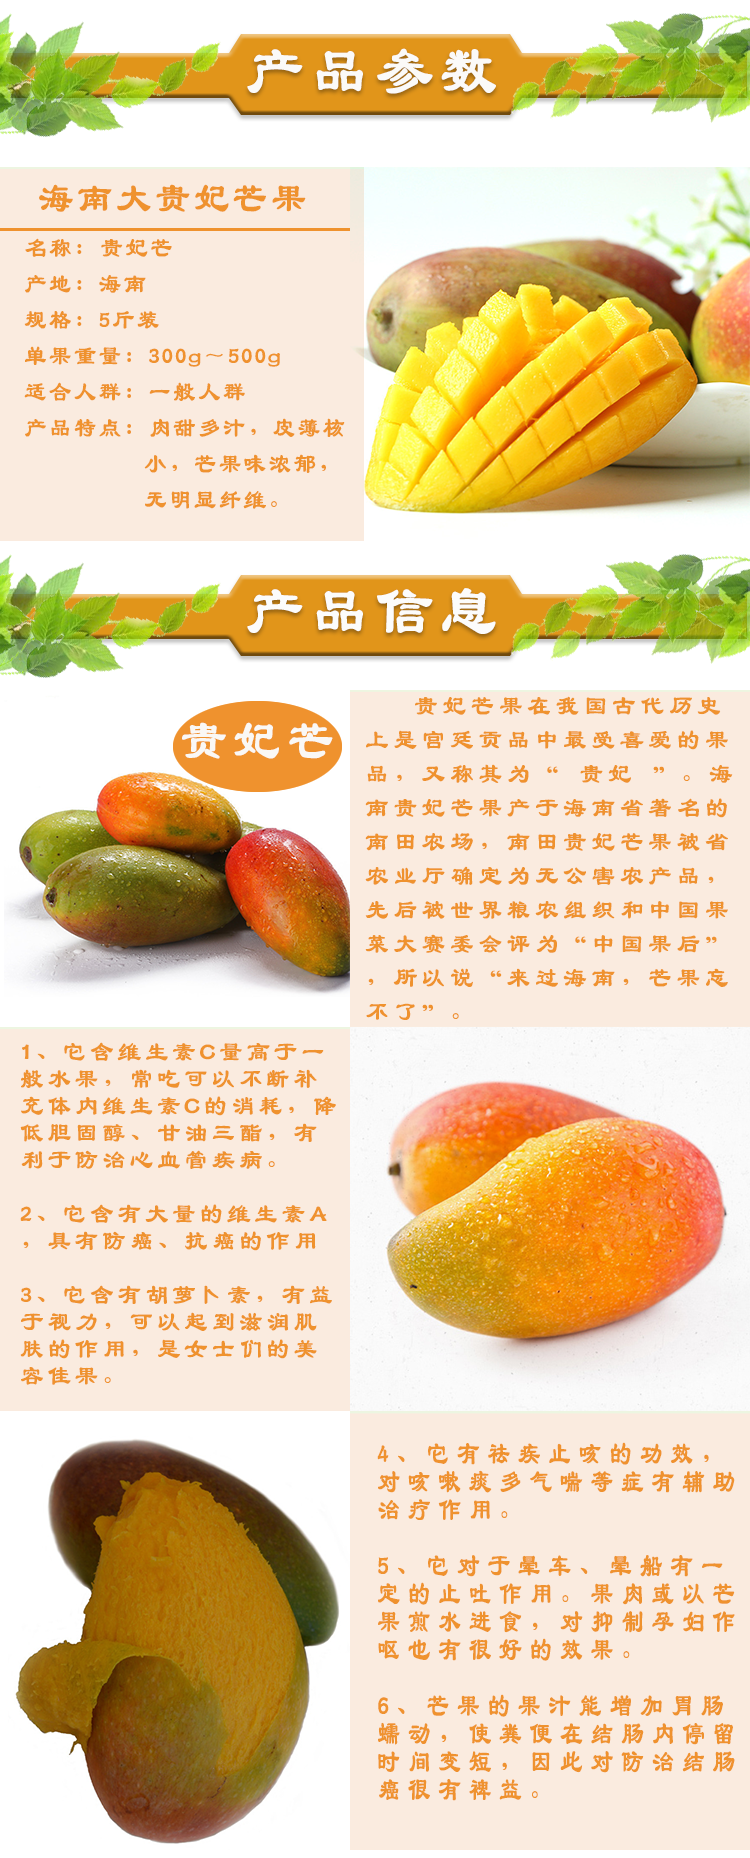 产品参数
海南大贵妃芒果
名称：贵妃芒
产地：海南
规格：5斤装
单果重量：300g～500g
适合人群：一般人群
产品特点：肉甜多汁，皮薄核
小，芒果味浓郁，
无明显纤维。
产品信息
贵妃芒
贵妃芒果在我国古代历史
上是宫廷贡品中最受喜爱的果
品，又称其为“ 贵妃 ”。海
南贵妃芒果产于海南省著名的
南田农场，南田贵妃芒果被省
农业厅确定为无公害农产品，
先后被世界粮农组织和中国果
菜大赛委会评为“中国果后”
，所以说“来过海南，芒果忘
不了”。
1、它含维生素C量高于一
般水果，常吃可以不断补
充体内维生素C的消耗，降
低胆固醇、甘油三酯，有
利于防治心血管疾病。
2、它含有大量的维生素A
，具有防癌、抗癌的作用
3、它含有胡萝卜素，有益
于视力，可以起到滋润肌
肤的作用，是女士们的美
容佳果。
4、它有祛疾止咳的功效，
对咳嗽痰多气喘等症有辅助
治疗作用。
5、它对于晕车、晕船有一
定的止吐作用。果肉或以芒
果煎水进食，对抑制孕妇作
呕也有很好的效果。
6、芒果的果汁能增加胃肠
蠕动，使粪便在结肠内停留
时间变短，因此对防治结肠
癌很有裨益。